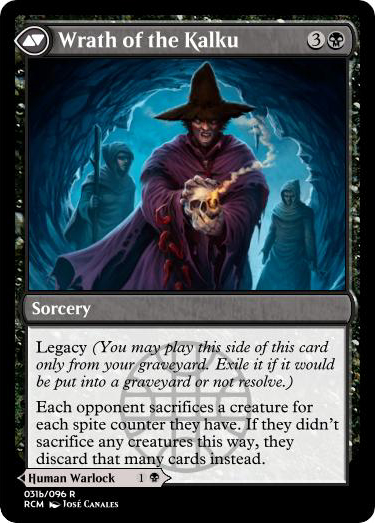 Wrath of the Kalku 3
Sorcery
Legacy (You may play this side of this card
only from your graveyard. Exile it if it would
be put into a graveyard or not resolve.)
Each opponent sacrifices a creature for
each spite counter they have. If they didn't
sacrifice any creatures this way, they
discard that many cards instead.
Human Warlock 1
031b/096 R
RCM José Canales